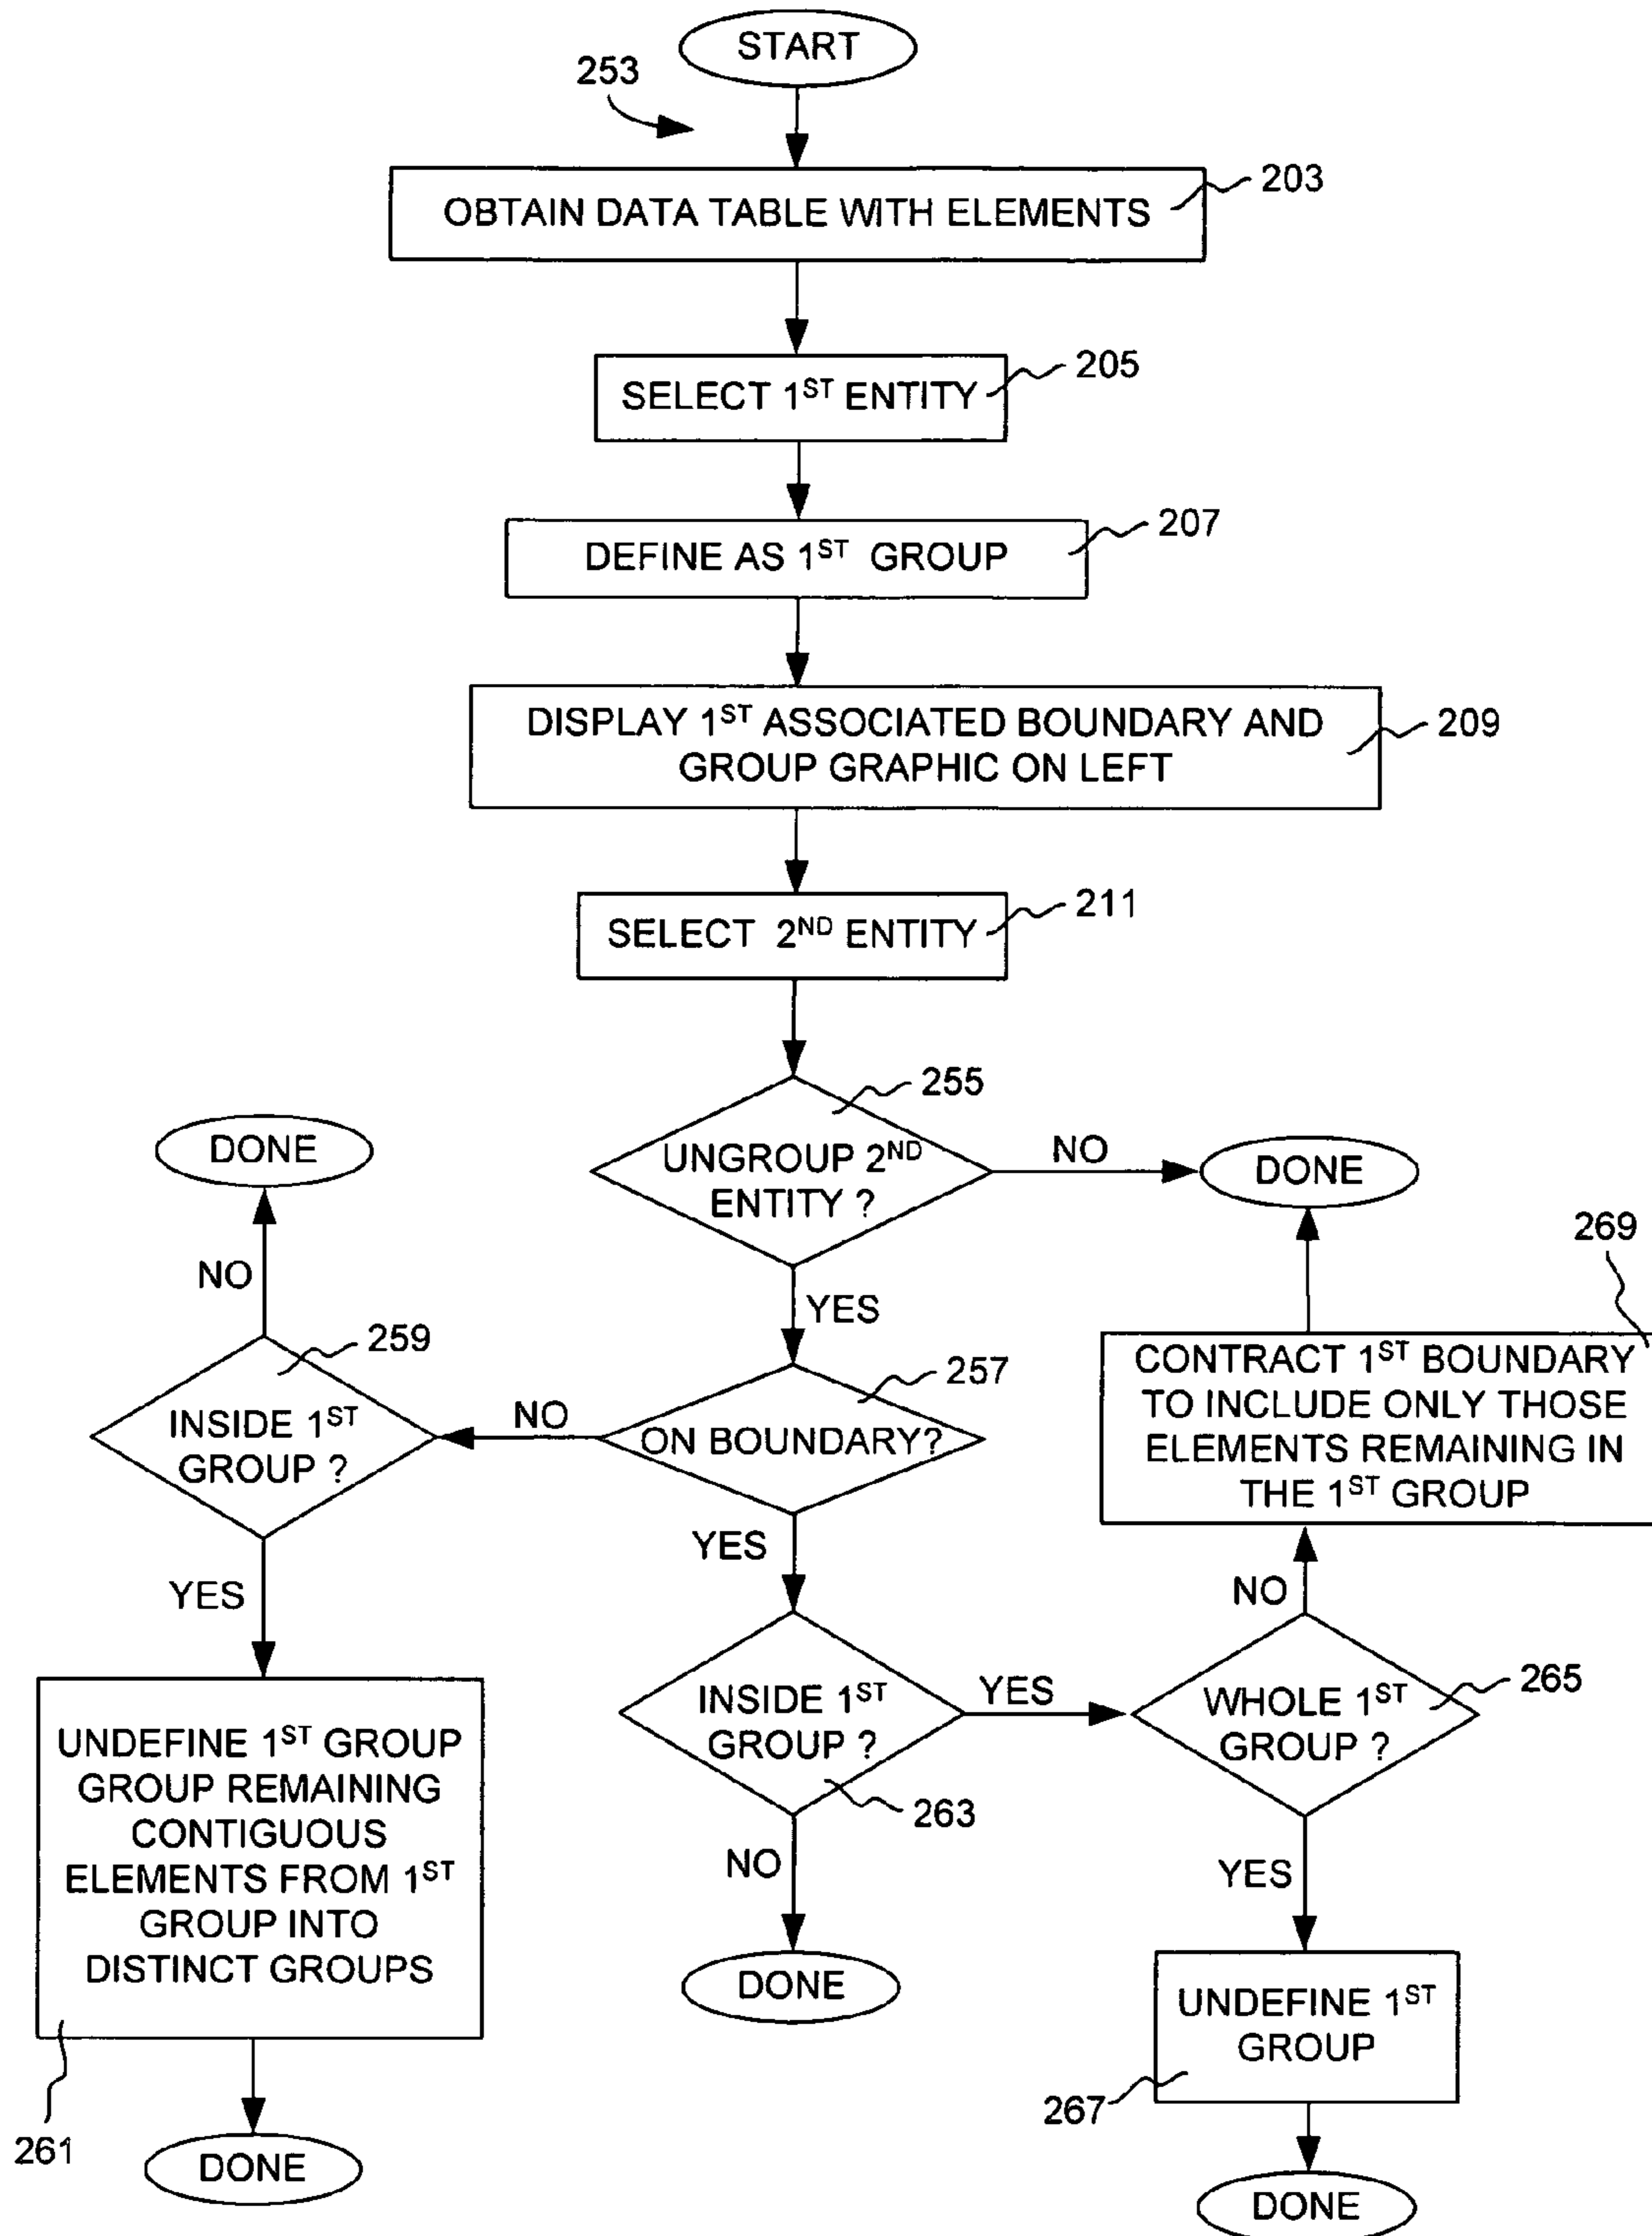 START
253
OBTAIN DATA TABLE WITH ELEMENTS
203
SELECT 1ST ENTITY
205
DEFINE AS 1ST GROUP
207
DISPLAY 1ST ASSOCIATED BOUNDARY AND
GROUP GRAPHIC ON LEFT
209
SELECT 2ND ENTITY
211
UNGROUP 2ND
ENTITY ?
255
NO
DONE
YES
DONE
NO
ON BOUNDARY?
257
NO
INSIDE 1ST
GROUP ?
259
YES
UNDEFINE 1ST GROUP
GROUP REMAINING
CONTIGUOUS
ELEMENTS FROM 1ST
GROUP INTO
DISTINCT GROUPS
261
DONE
YES
INSIDE 1ST
GROUP ?
263
NO
DONE
YES
WHOLE 1ST
GROUP ?
265
NO
CONTRACT 1ST BOUNDARY
TO INCLUDE ONLY THOSE
ELEMENTS REMAINING IN
THE 1ST GROUP
269
YES
UNDEFINE 1ST
GROUP
267
DONE